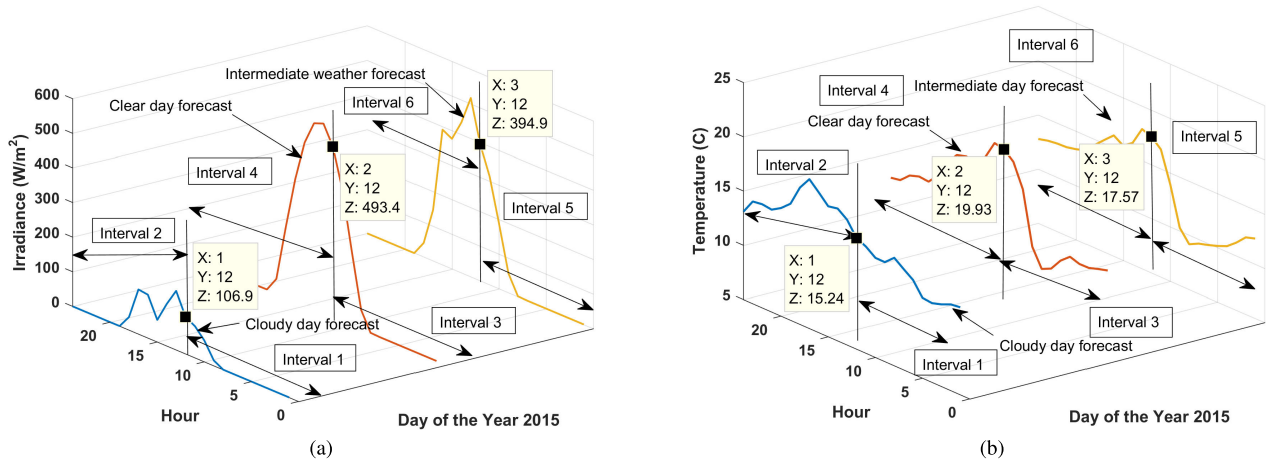 Irradiance (W/m²)
600
500
400
300
200
100
0
Intermediate weather forecast
Clear day forecast
Interval 6
X: 3
Y: 12
Z: 394.9
Interval 4
X: 2
Y: 12
Z: 493.4
Interval 5
Interval 2
X: 1
Y: 12
Z: 106.9
Cloudy day forecast
Interval 3
Interval 1
20
15
10
5
0
Hour
Day of the Year 2015
(a)
Temperature (C)
25
20
15
10
5
Interval 6
Interval 4
Intermediate day forecast
Clear day forecast
Interval 5
Interval 2
X: 3
Y: 12
Z: 17.57
X: 2
Y: 12
Z: 19.93
X: 1
Y: 12
Z: 15.24
Interval 3
Cloudy day forecast
Interval 1
20
15
10
5
0
Hour
Day of the Year 2015
(b)